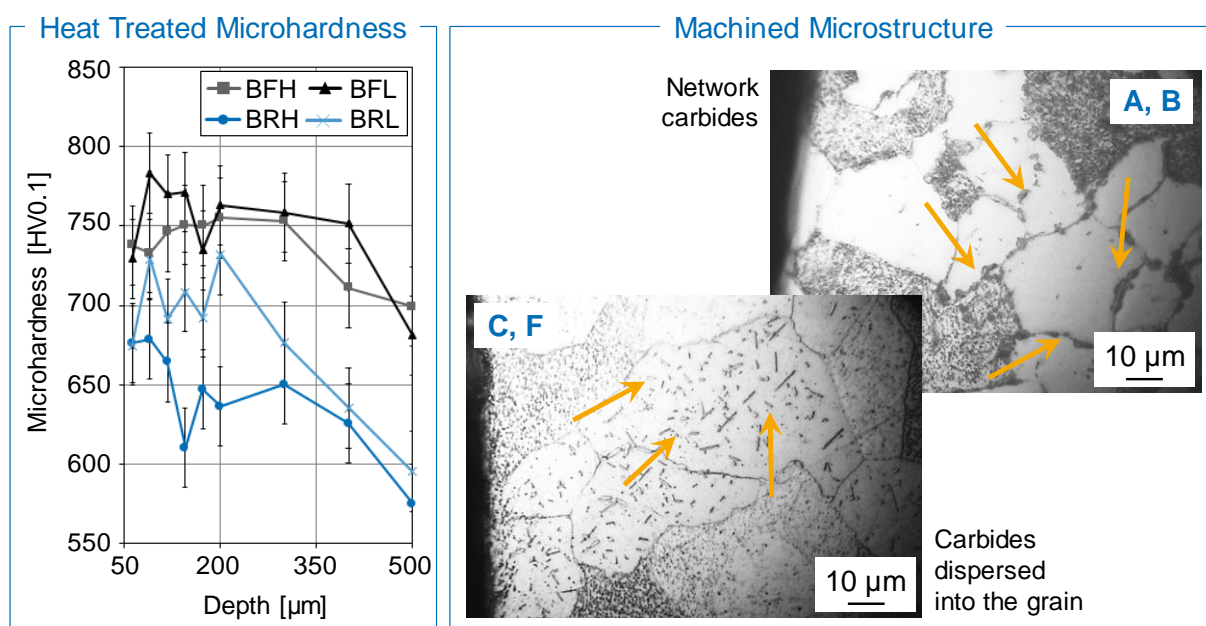 Heat Treated Microhardness
850
800
750
700
650
600
550
Microhardness [HV0.1]
BFH
BFL
BRH
BRL
50
200
350
500
Depth [µm]
Machined Microstructure
Network
carbides
A, B
10 µm
C, F
10 µm
Carbides
dispersed
into the grain